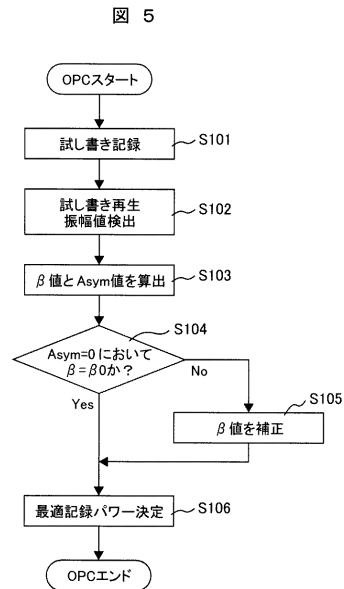 図 5
OPCスタート
試し書き記録
S101
試し書き再生
振幅値検出
S102
β値とAsym値を算出
S103
S104
Asym=0において
β=β0か?
No
Yes
S105
β値を補正
最適記録パワー決定
S106
OPCエンド